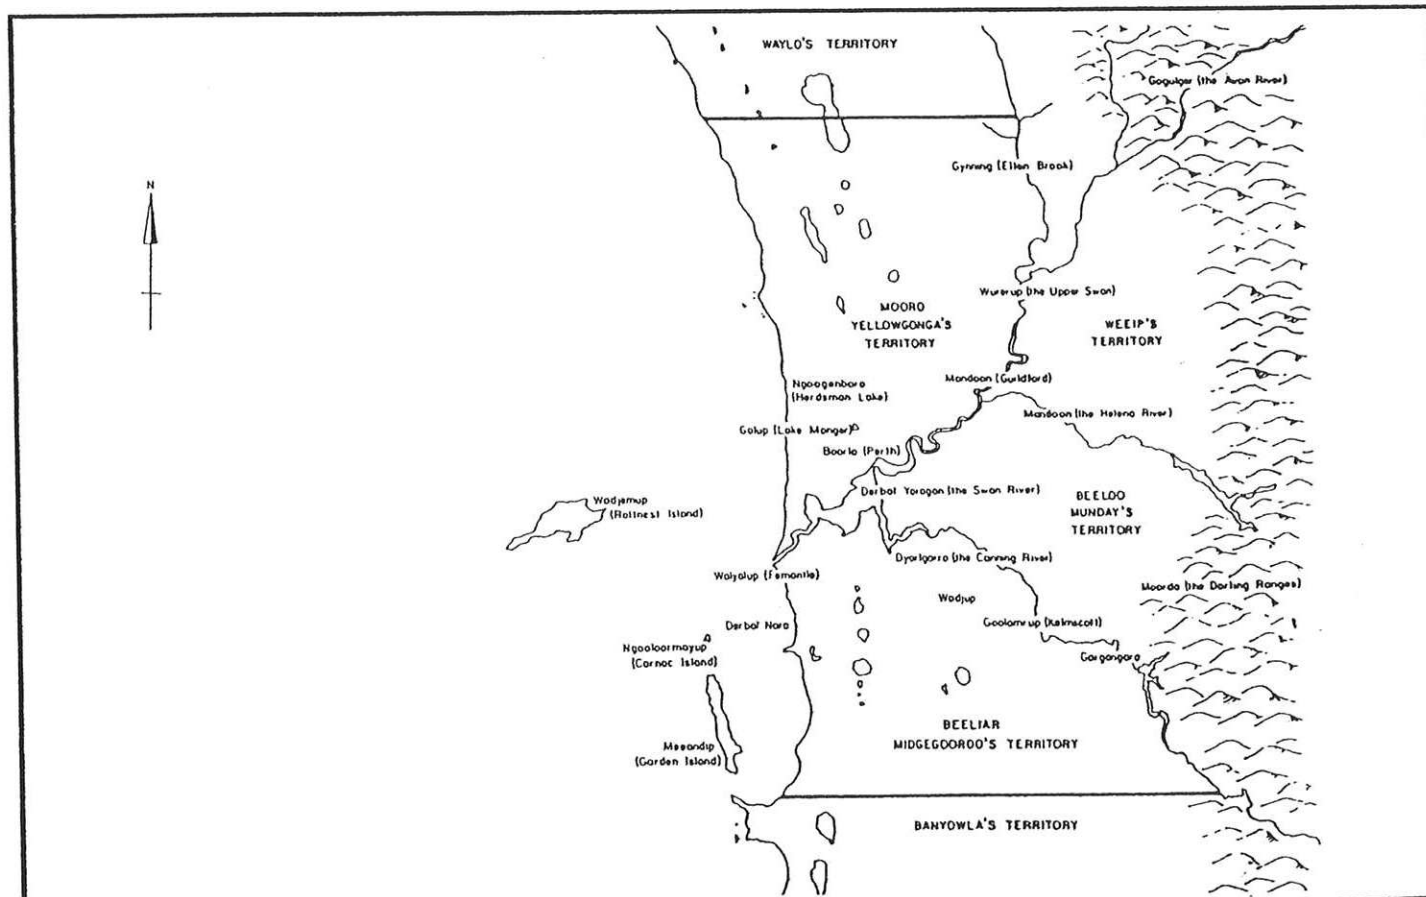 WAYLO'S TERRITORY
Gogulger (the Avon River)
N
Gynning (Ellen Brook)
Wurerup (the Upper Swan)
MOORO
YELLOWGONGA'S
TERRITORY
WEEIP'S
TERRITORY
Mandoon (Guildford)
Ngoogenboro
(Herdsman Lake)
Mandoon (the Helena River)
Galup (Lake Monger)
Boorlo (Perth)
Derbal Yaragan (the Swan River)
BEELOO
MUNDAY'S
TERRITORY
Wadjemup
(Rottnest Island)
Dyarlgarro (the Canning River)
Walyalup (Femantle)
Moorda (the Darling Ranges)
Wadjup
Derbal Nara
Goolamrup (Kelmscott)
Ngooloormayup
(Carnac Island)
Gargangara
BEELIAR
MIDGEGOOROO'S TERRITORY
Meeandip
(Garden Island)
BANYOWLA'S TERRITORY